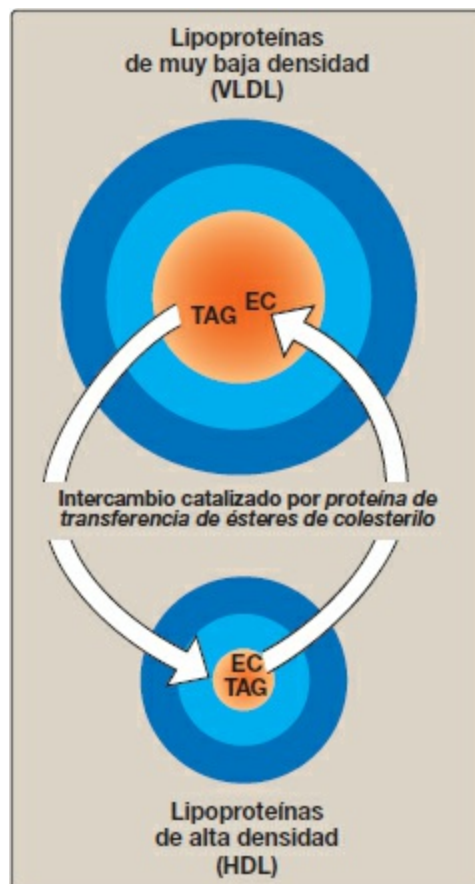 Lipoproteínas
de muy baja densidad
(VLDL)
TAG EC
Intercambio catalizado por proteína de
transferencia de ésteres de colesterilo
EC
TAG
Lipoproteínas
de alta densidad
(HDL)